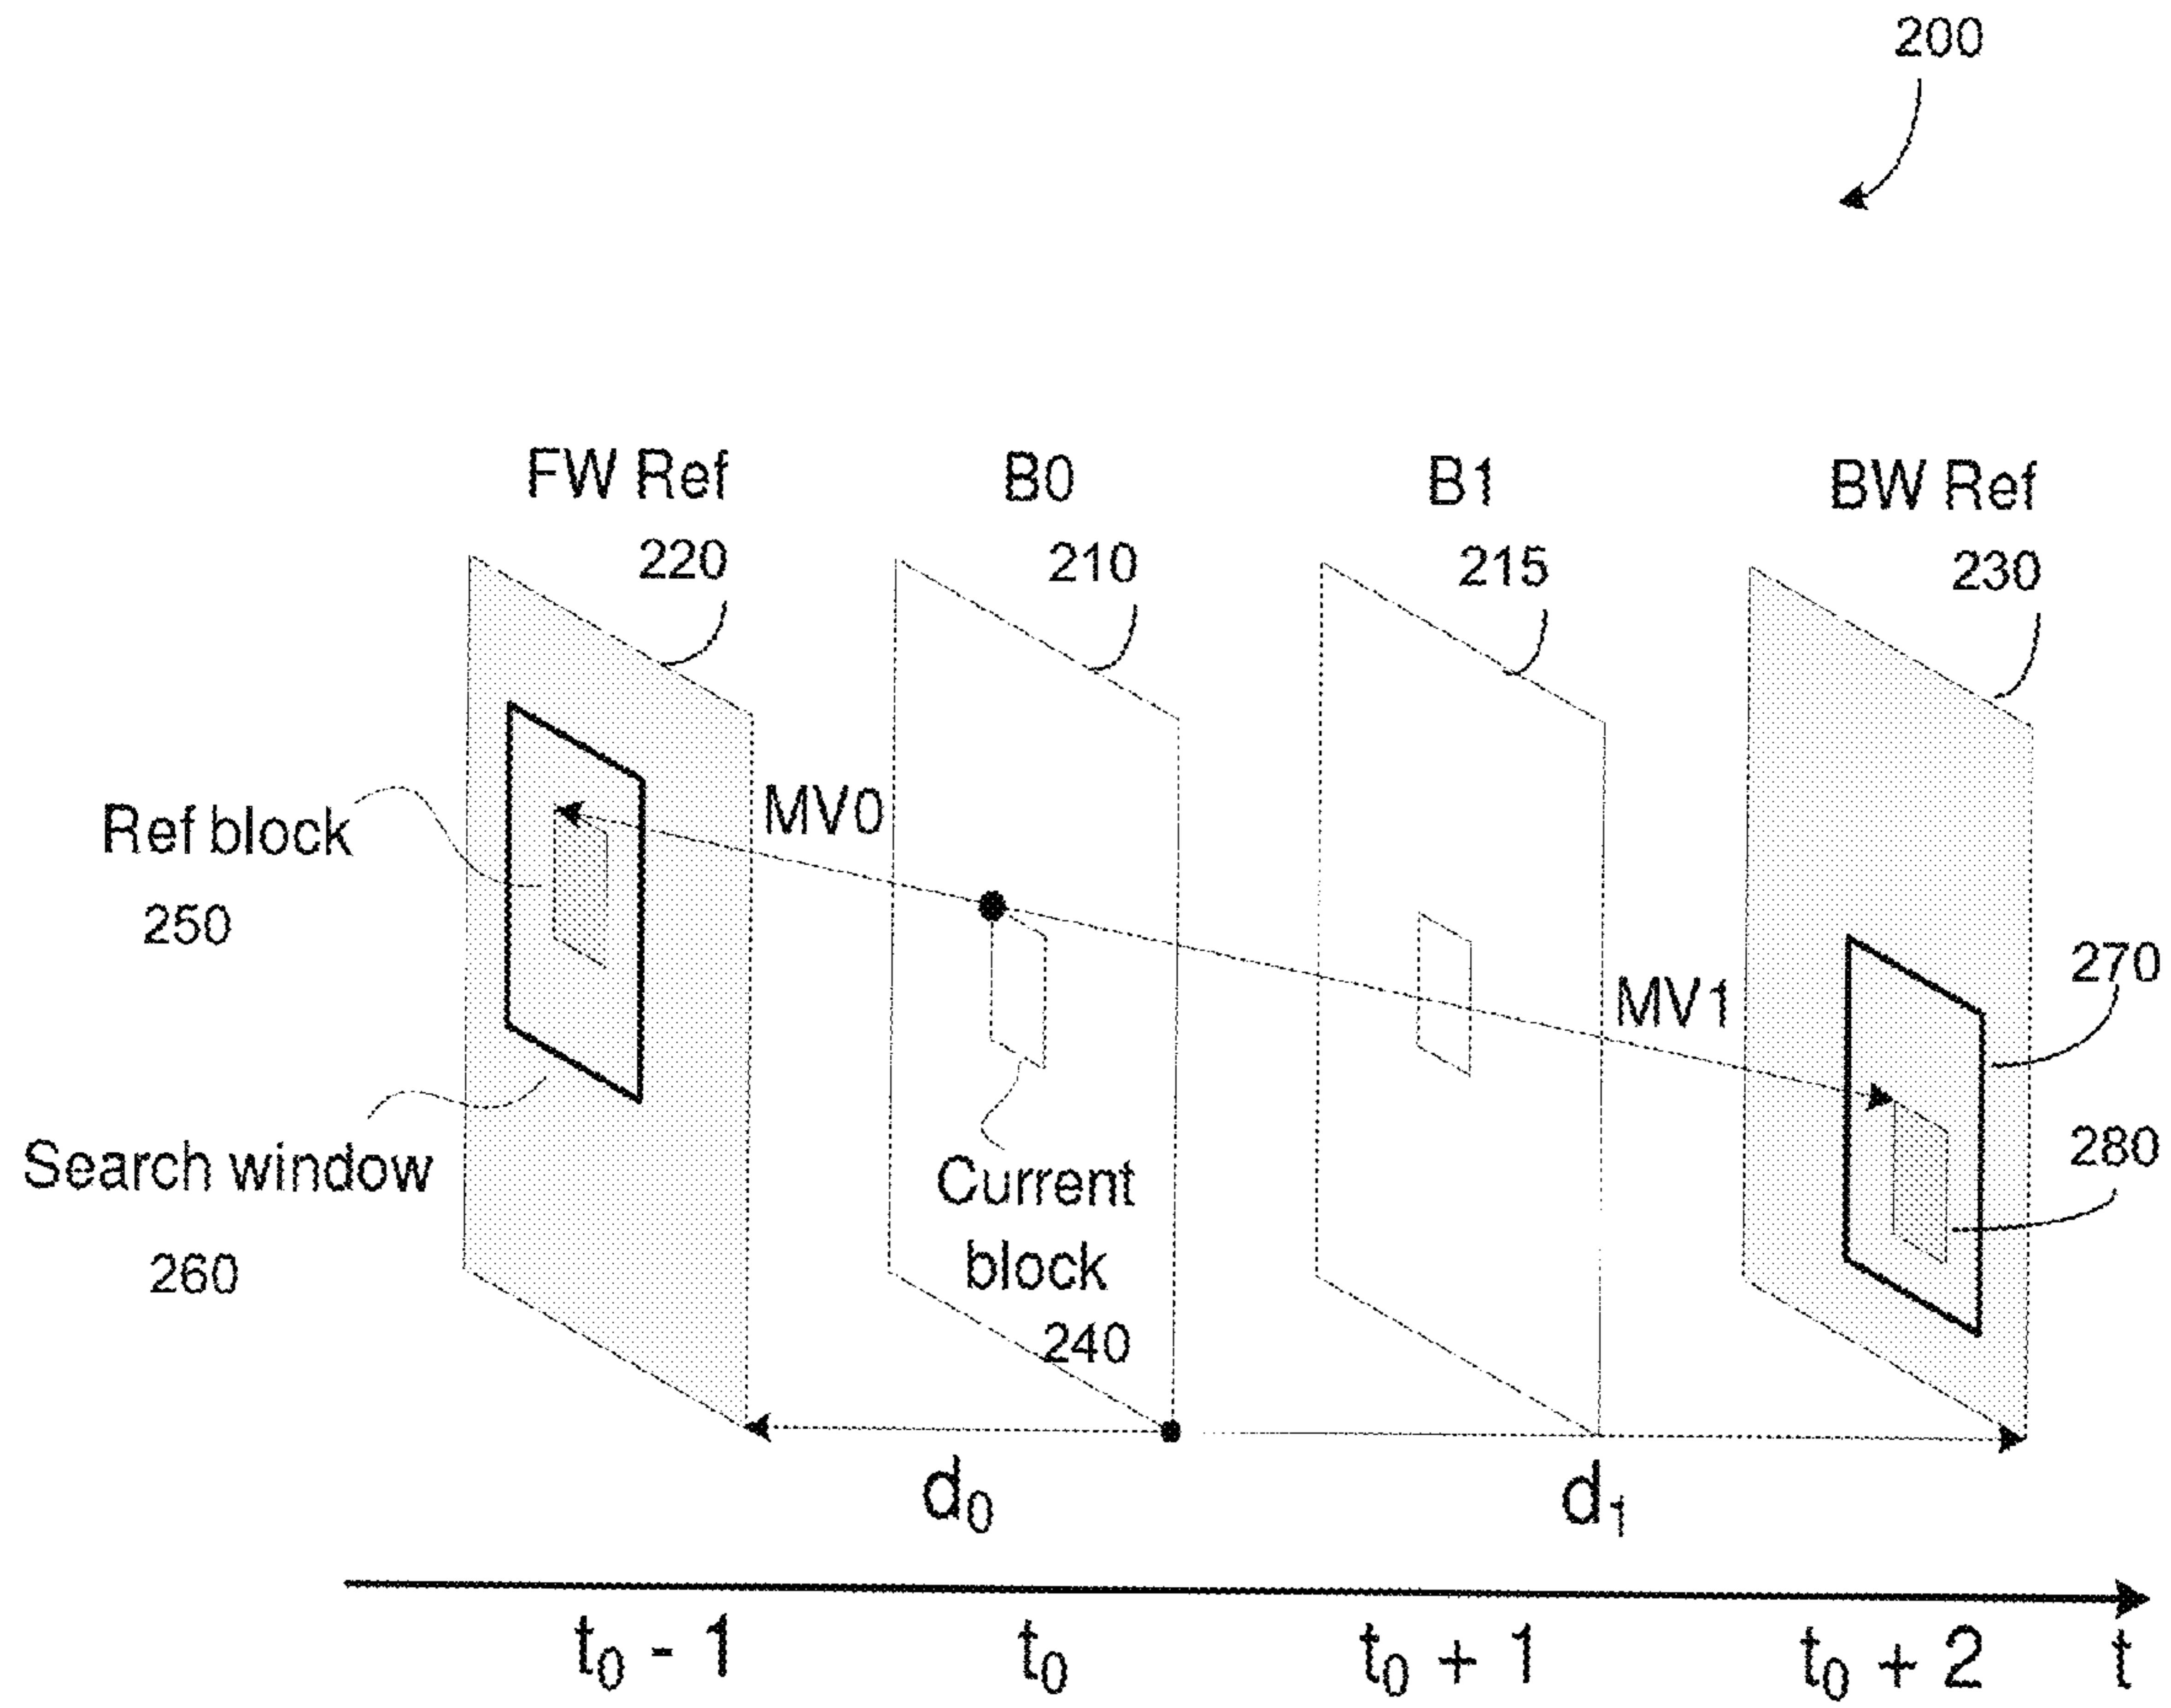 200
FW Ref
220
B0
210
B1
215
BW Ref
230
MV0
Ref block
250
MV1
270
Search window
260
Current
block
240
280
d0
d1
t0 - 1
t0
t0 + 1
t0 + 2
t